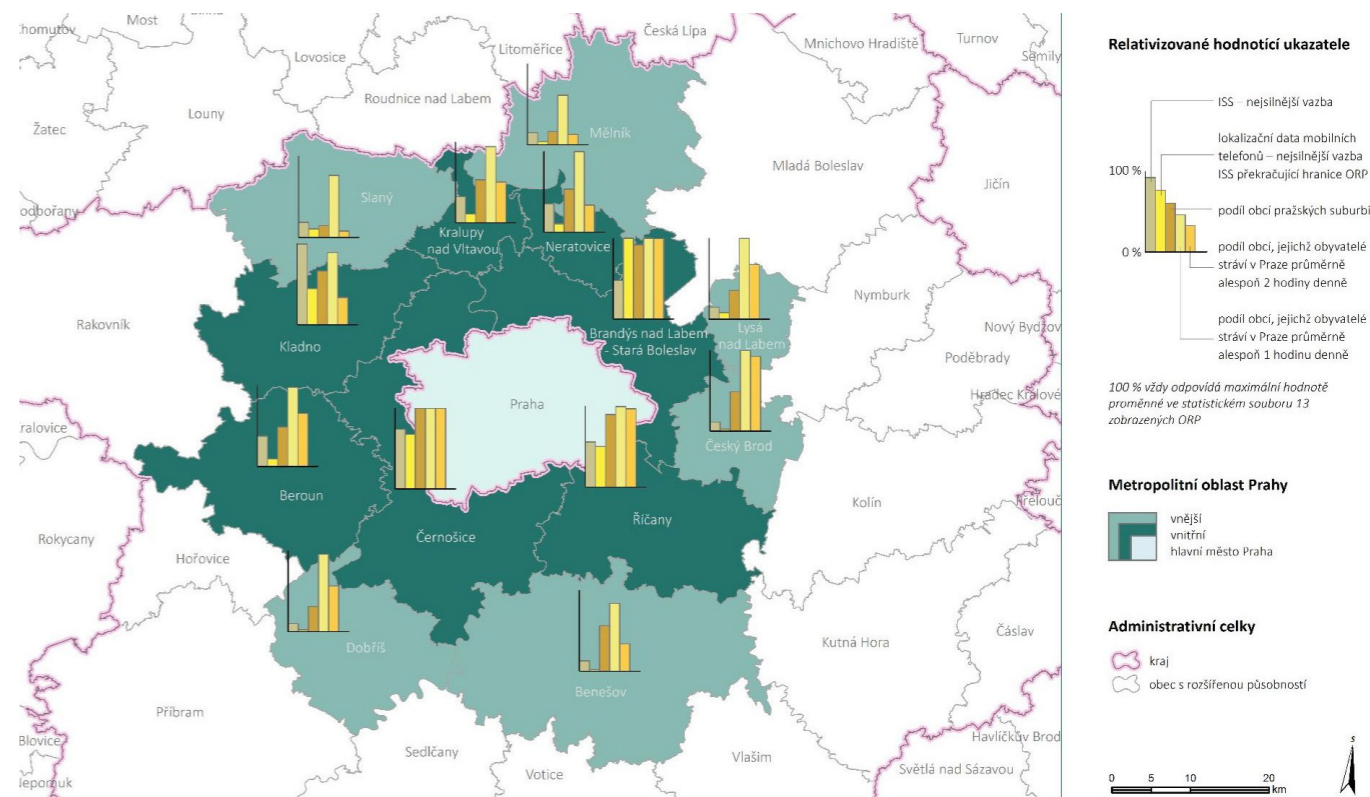 homutov
Most
Lovosice
Litoměřice
Česká Lípa
Mnichovo Hradiště
Turnov
Semily
Roudnice nad Labem
Louny
Žatec
Mělník
Mladá Boleslav
Jičín
odbořany
Slaný
Kralupy
nad Vltavou
Neratovice
Rakovník
Kladno
Brandýs nad Labem
- Stará Boleslav
Lysá
nad Labem
Nymburk
Nový Bydžov
Poděbrady
Hradec Králové
Praha
ralovice
Český Brod
Beroun
Kolín
Přelouč
Rokycany
Hořovice
Černošice
Říčany
Dobříš
Benešov
Kutná Hora
Čáslav
Příbram
Blovice
lepomuk
Sedlčany
Votice
Vlašim
Havlíčkův Brod
Světlá nad Sázavou
Relativizované hodnotící ukazatele
100 %
0 %
ISS – nejsilnější vazba
lokalizační data mobilních
telefonů – nejsilnější vazba
ISS překračující hranice ORP
podíl obcí pražských suburbi
podíl obcí, jejichž obyvatelé
stráví v Praze průměrně
alespoň 2 hodiny denně
podíl obcí, jejichž obyvatelé
stráví v Praze průměrně
alespoň 1 hodinu denně
100 % vždy odpovídá maximální hodnotě
proměnné ve statistickém souboru 13
zobrazených ORP
Metropolitní oblast Prahy
vnější
vnitřní
hlavní město Praha
Administrativní celky
kraj
obec s rozšířenou působností
0 5 10 20
km
s